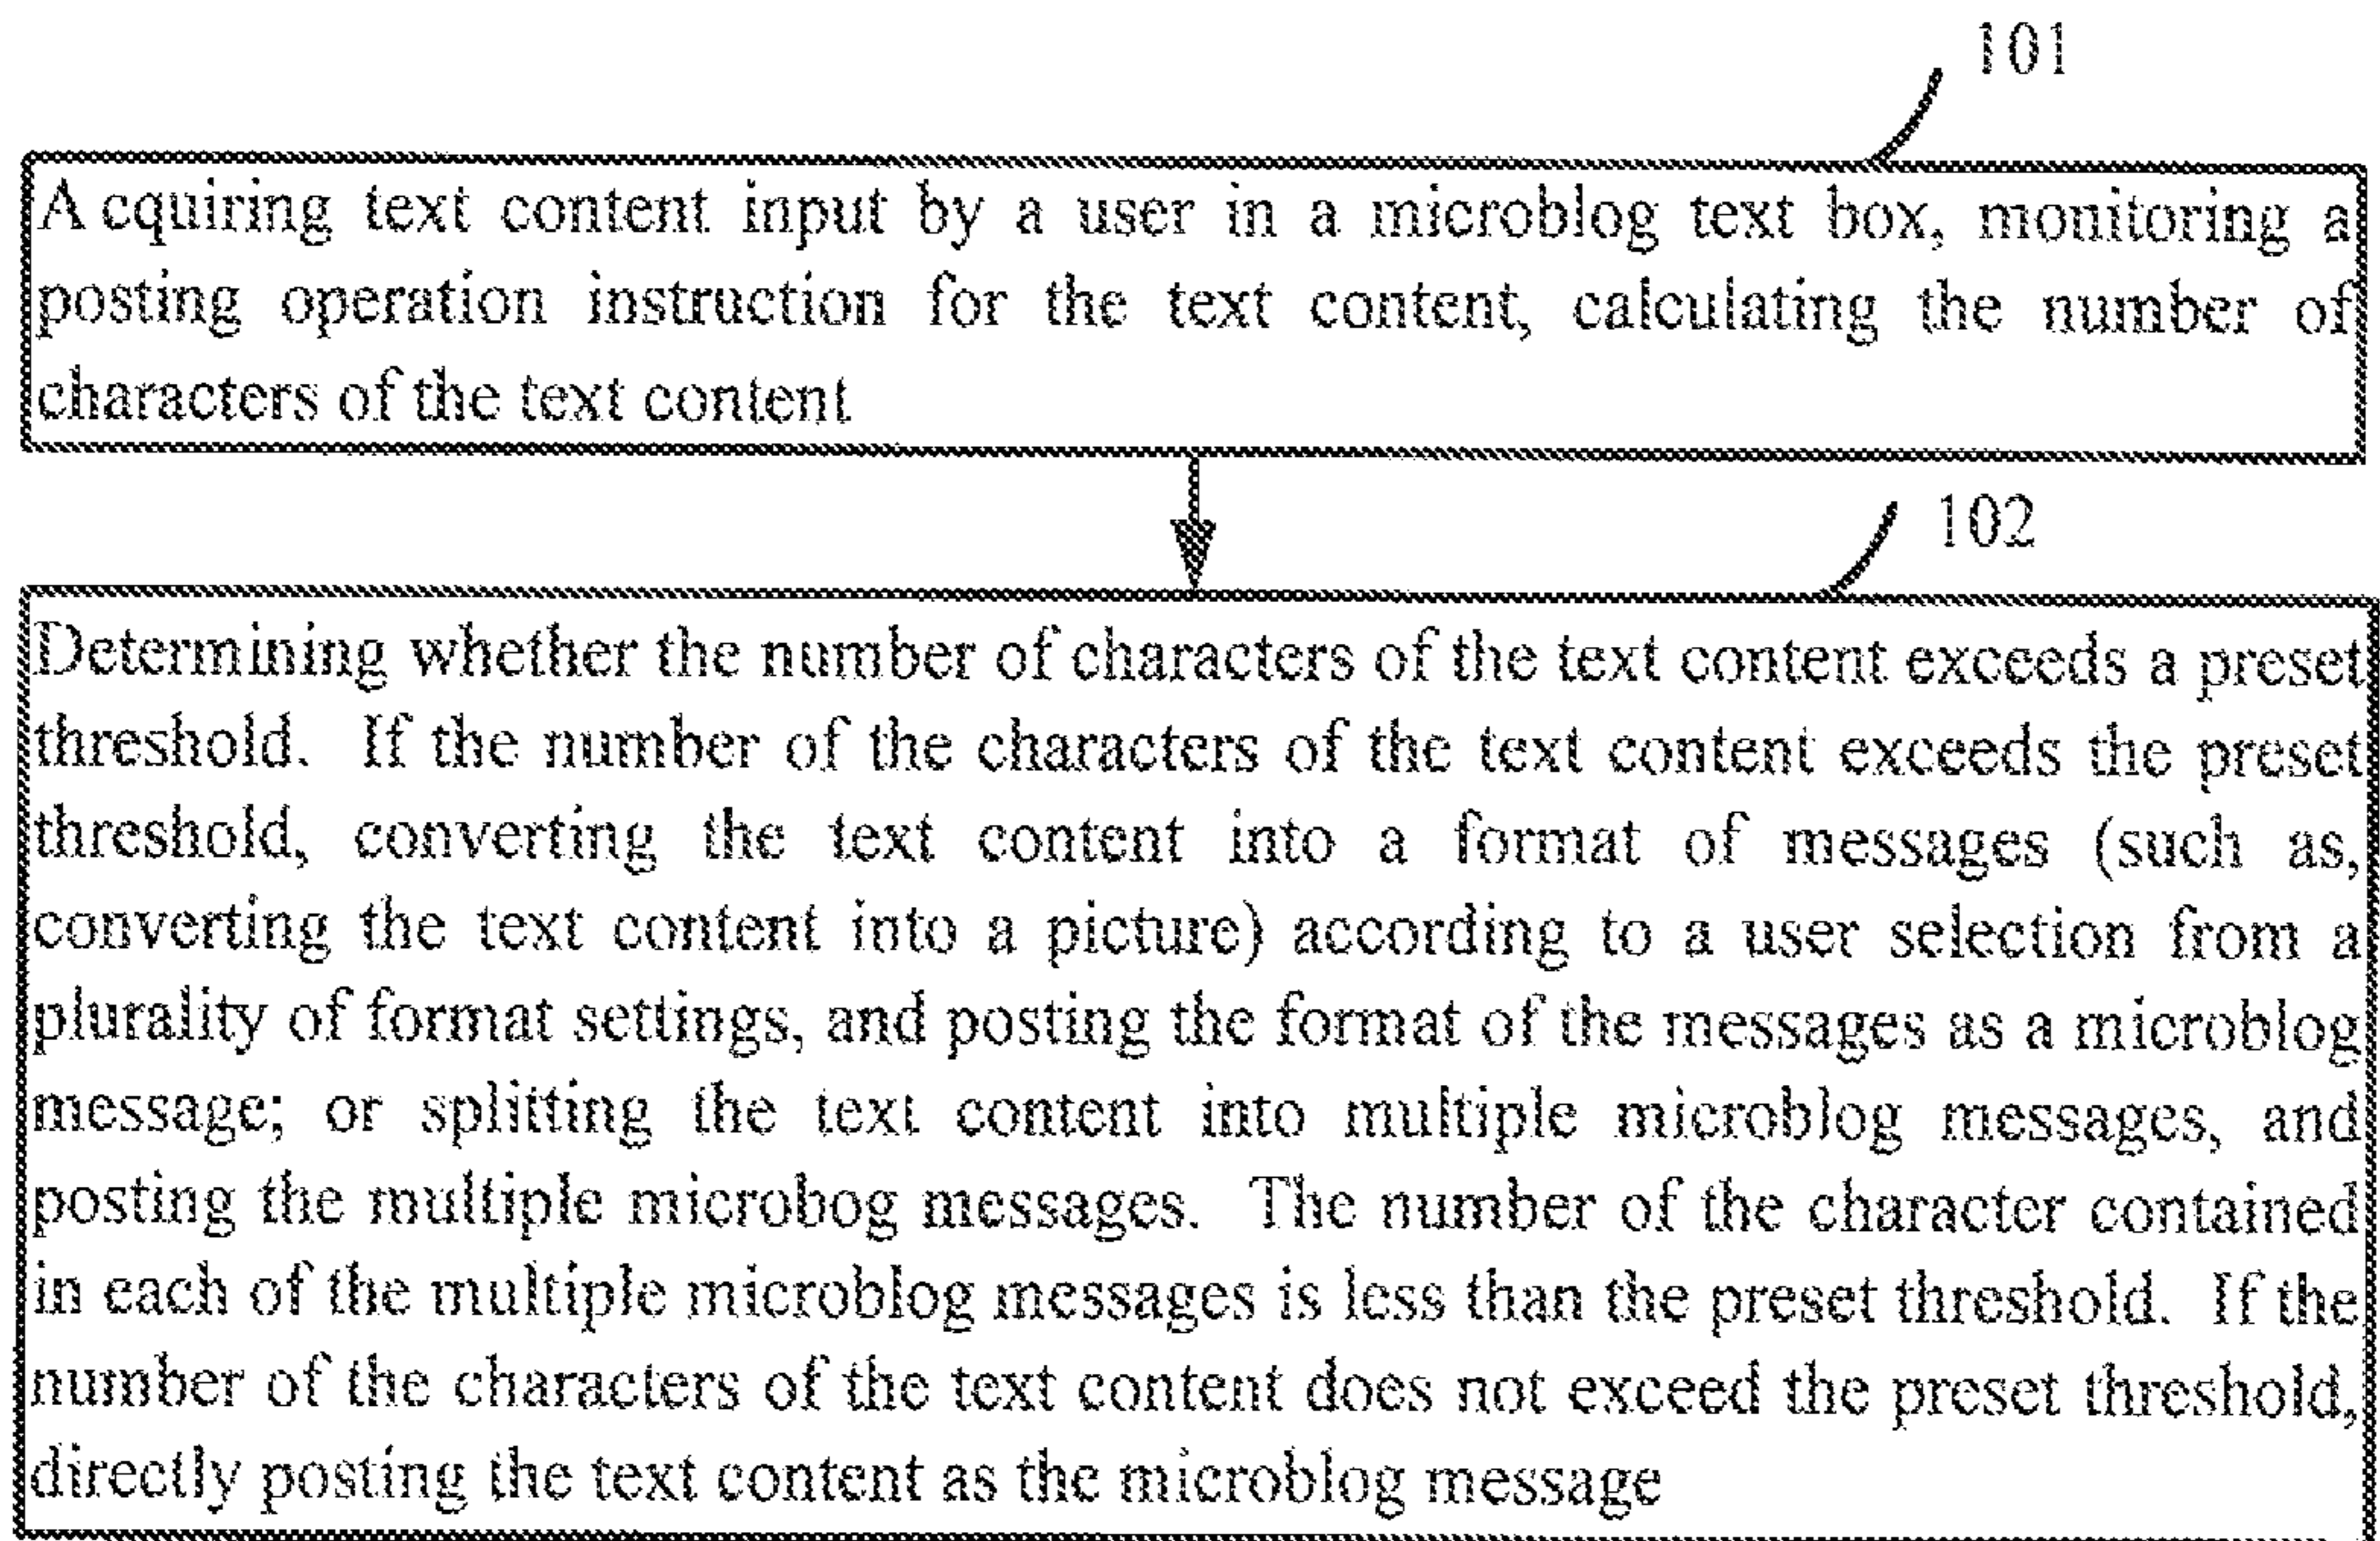 101
A cquiring text content input by a user in a microblog text box, monitoring a
posting operation instruction for the text content, calculating the number of
characters of the text content
102
Determining whether the number of characters of the text content exceeds a preset
threshold. If the number of the characters of the text content exceeds the preset
threshold, converting the text content into a format of messages (such as,
converting the text content into a picture) according to a user selection from a
plurality of format settings, and posting the format of the messages as a microblog
message; or splitting the text content into multiple microblog messages, and
posting the multiple microbog messages. The number of the character contained
in each of the multiple microblog messages is less than the preset threshold. If the
number of the characters of the text content does not exceed the preset threshold,
directly posting the text content as the microblog message